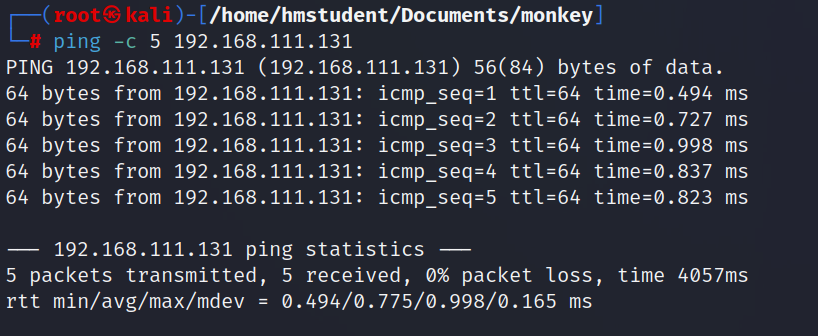 ┌──(root㉿kali)-[/home/hmstudent/Documents/monkey]
└─# ping -c 5 192.168.111.131
PING 192.168.111.131 (192.168.111.131) 56(84) bytes of data.
64 bytes from 192.168.111.131: icmp_seq=1 ttl=64 time=0.494 ms
64 bytes from 192.168.111.131: icmp_seq=2 ttl=64 time=0.727 ms
64 bytes from 192.168.111.131: icmp_seq=3 ttl=64 time=0.998 ms
64 bytes from 192.168.111.131: icmp_seq=4 ttl=64 time=0.837 ms
64 bytes from 192.168.111.131: icmp_seq=5 ttl=64 time=0.823 ms
--- 192.168.111.131 ping statistics ---
5 packets transmitted, 5 received, 0% packet loss, time 4057ms
rtt min/avg/max/mdev = 0.494/0.775/0.998/0.165 ms